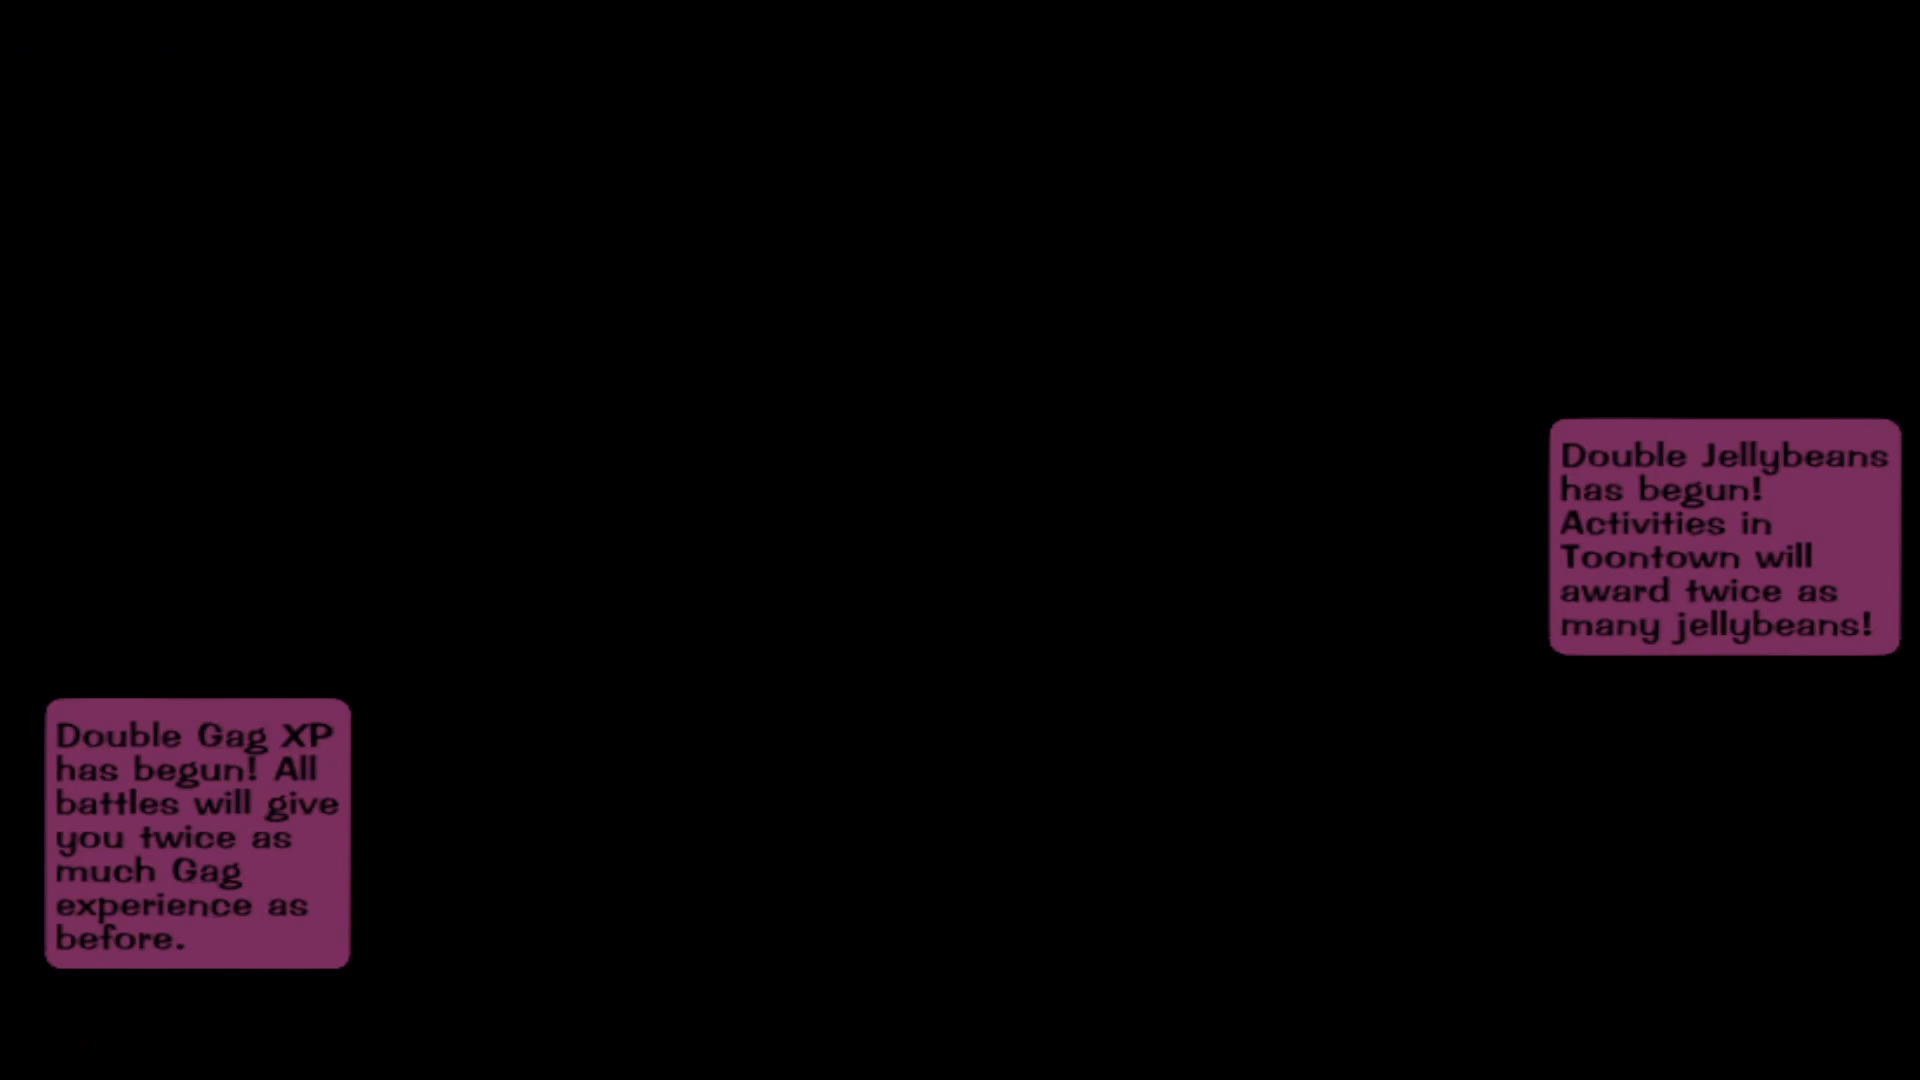 Double Jellybeans
has begun!
Activities in
Toontown will
award twice as
many jellybeans!
Double Gag XP
has begun! All
battles will give
you twice as
much Gag
experience as
before.